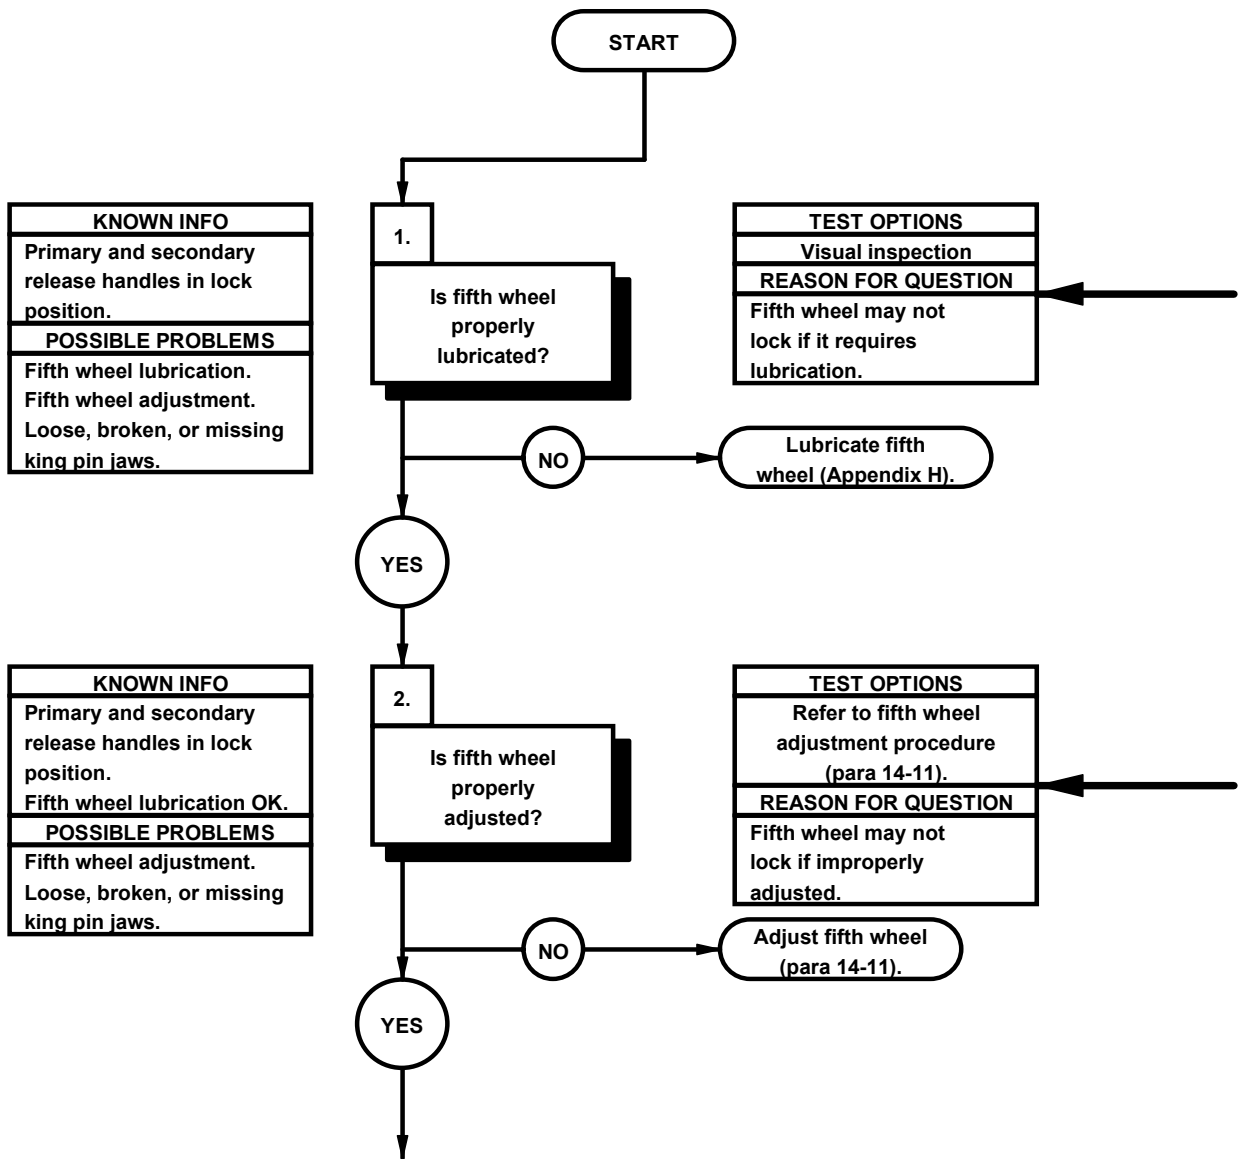 START
KNOWN INFO
Primary and secondary
release handles in lock
position.
POSSIBLE PROBLEMS
Fifth wheel lubrication.
Fifth wheel adjustment.
Loose, broken, or missing
king pin jaws.
1.
Is fifth wheel
properly
lubricated?
TEST OPTIONS
Visual inspection
REASON FOR QUESTION
Fifth wheel may not
lock if it requires
lubrication.
NO
Lubricate fifth
wheel (Appendix H).
YES
KNOWN INFO
Primary and secondary
release handles in lock
position.
Fifth wheel lubrication OK.
POSSIBLE PROBLEMS
Fifth wheel adjustment.
Loose, broken, or missing
king pin jaws.
2.
Is fifth wheel
properly
adjusted?
TEST OPTIONS
Refer to fifth wheel
adjustment procedure
(para 14-11).
REASON FOR QUESTION
Fifth wheel may not
lock if improperly
adjusted.
NO
Adjust fifth wheel
(para 14-11).
YES